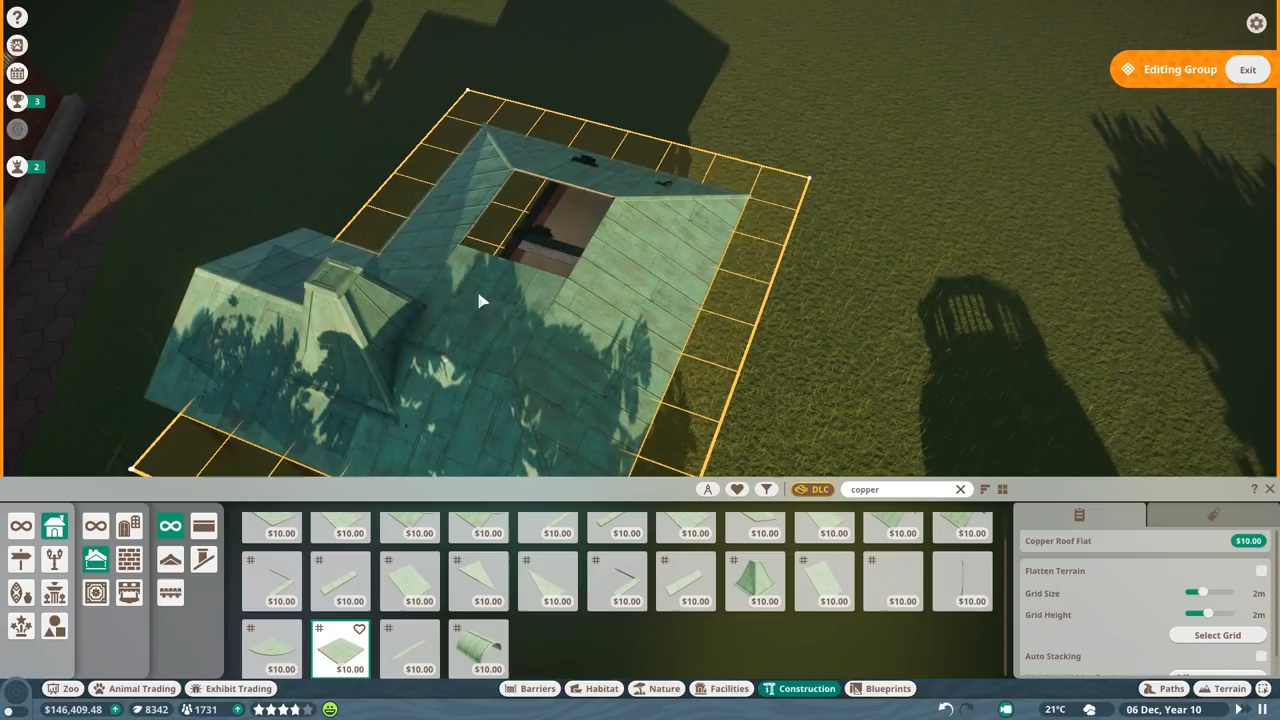 ?
Editing Group
Exit
3
2
DLC
copper
?
$10.00 $10.00 $10.00 $10.00 $10.00 $10.00 $10.00 $10.00 $10.00 $10.00 $10.00
$10.00 $10.00 $10.00 $10.00 $10.00 $10.00 $10.00 $10.00 $10.00 $10.00 $10.00
$10.00 $10.00 $10.00 $10.00
Copper Roof Flat $10.00
Flatten Terrain
Grid Size 2m
Grid Height 2m
Select Grid
Auto Stacking
Zoo Animal Trading Exhibit Trading Barriers Habitat Nature Facilities Construction Blueprints Paths Terrain
$146,409.48 8342 1731 21°C 06 Dec, Year 10